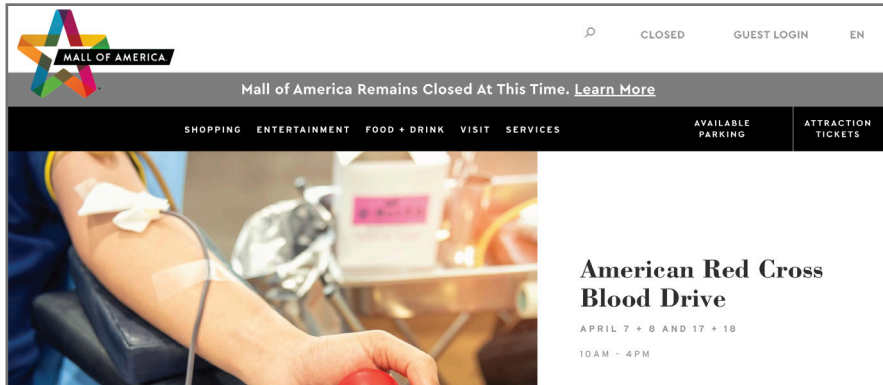 MALL OF AMERICA.
CLOSED
GUEST LOGIN
EN
Mall of America Remains Closed At This Time. Learn More
SHOPPING ENTERTAINMENT FOOD + DRINK VISIT SERVICES
AVAILABLE
PARKING
ATTRACTION
TICKETS
American Red Cross
Blood Drive
APRIL 7 + 8 AND 17 + 18
10AM - 4PM